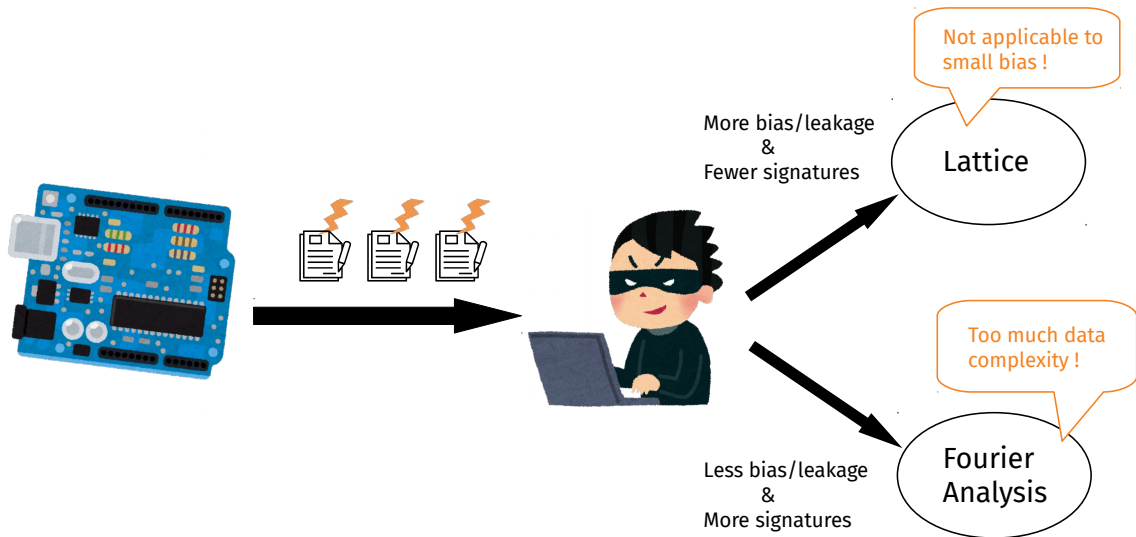 Not applicable to
small bias !
More bias/leakage
&
Fewer signatures
Lattice
Too much data
complexity !
Less bias/leakage
&
More signatures
Fourier
Analysis